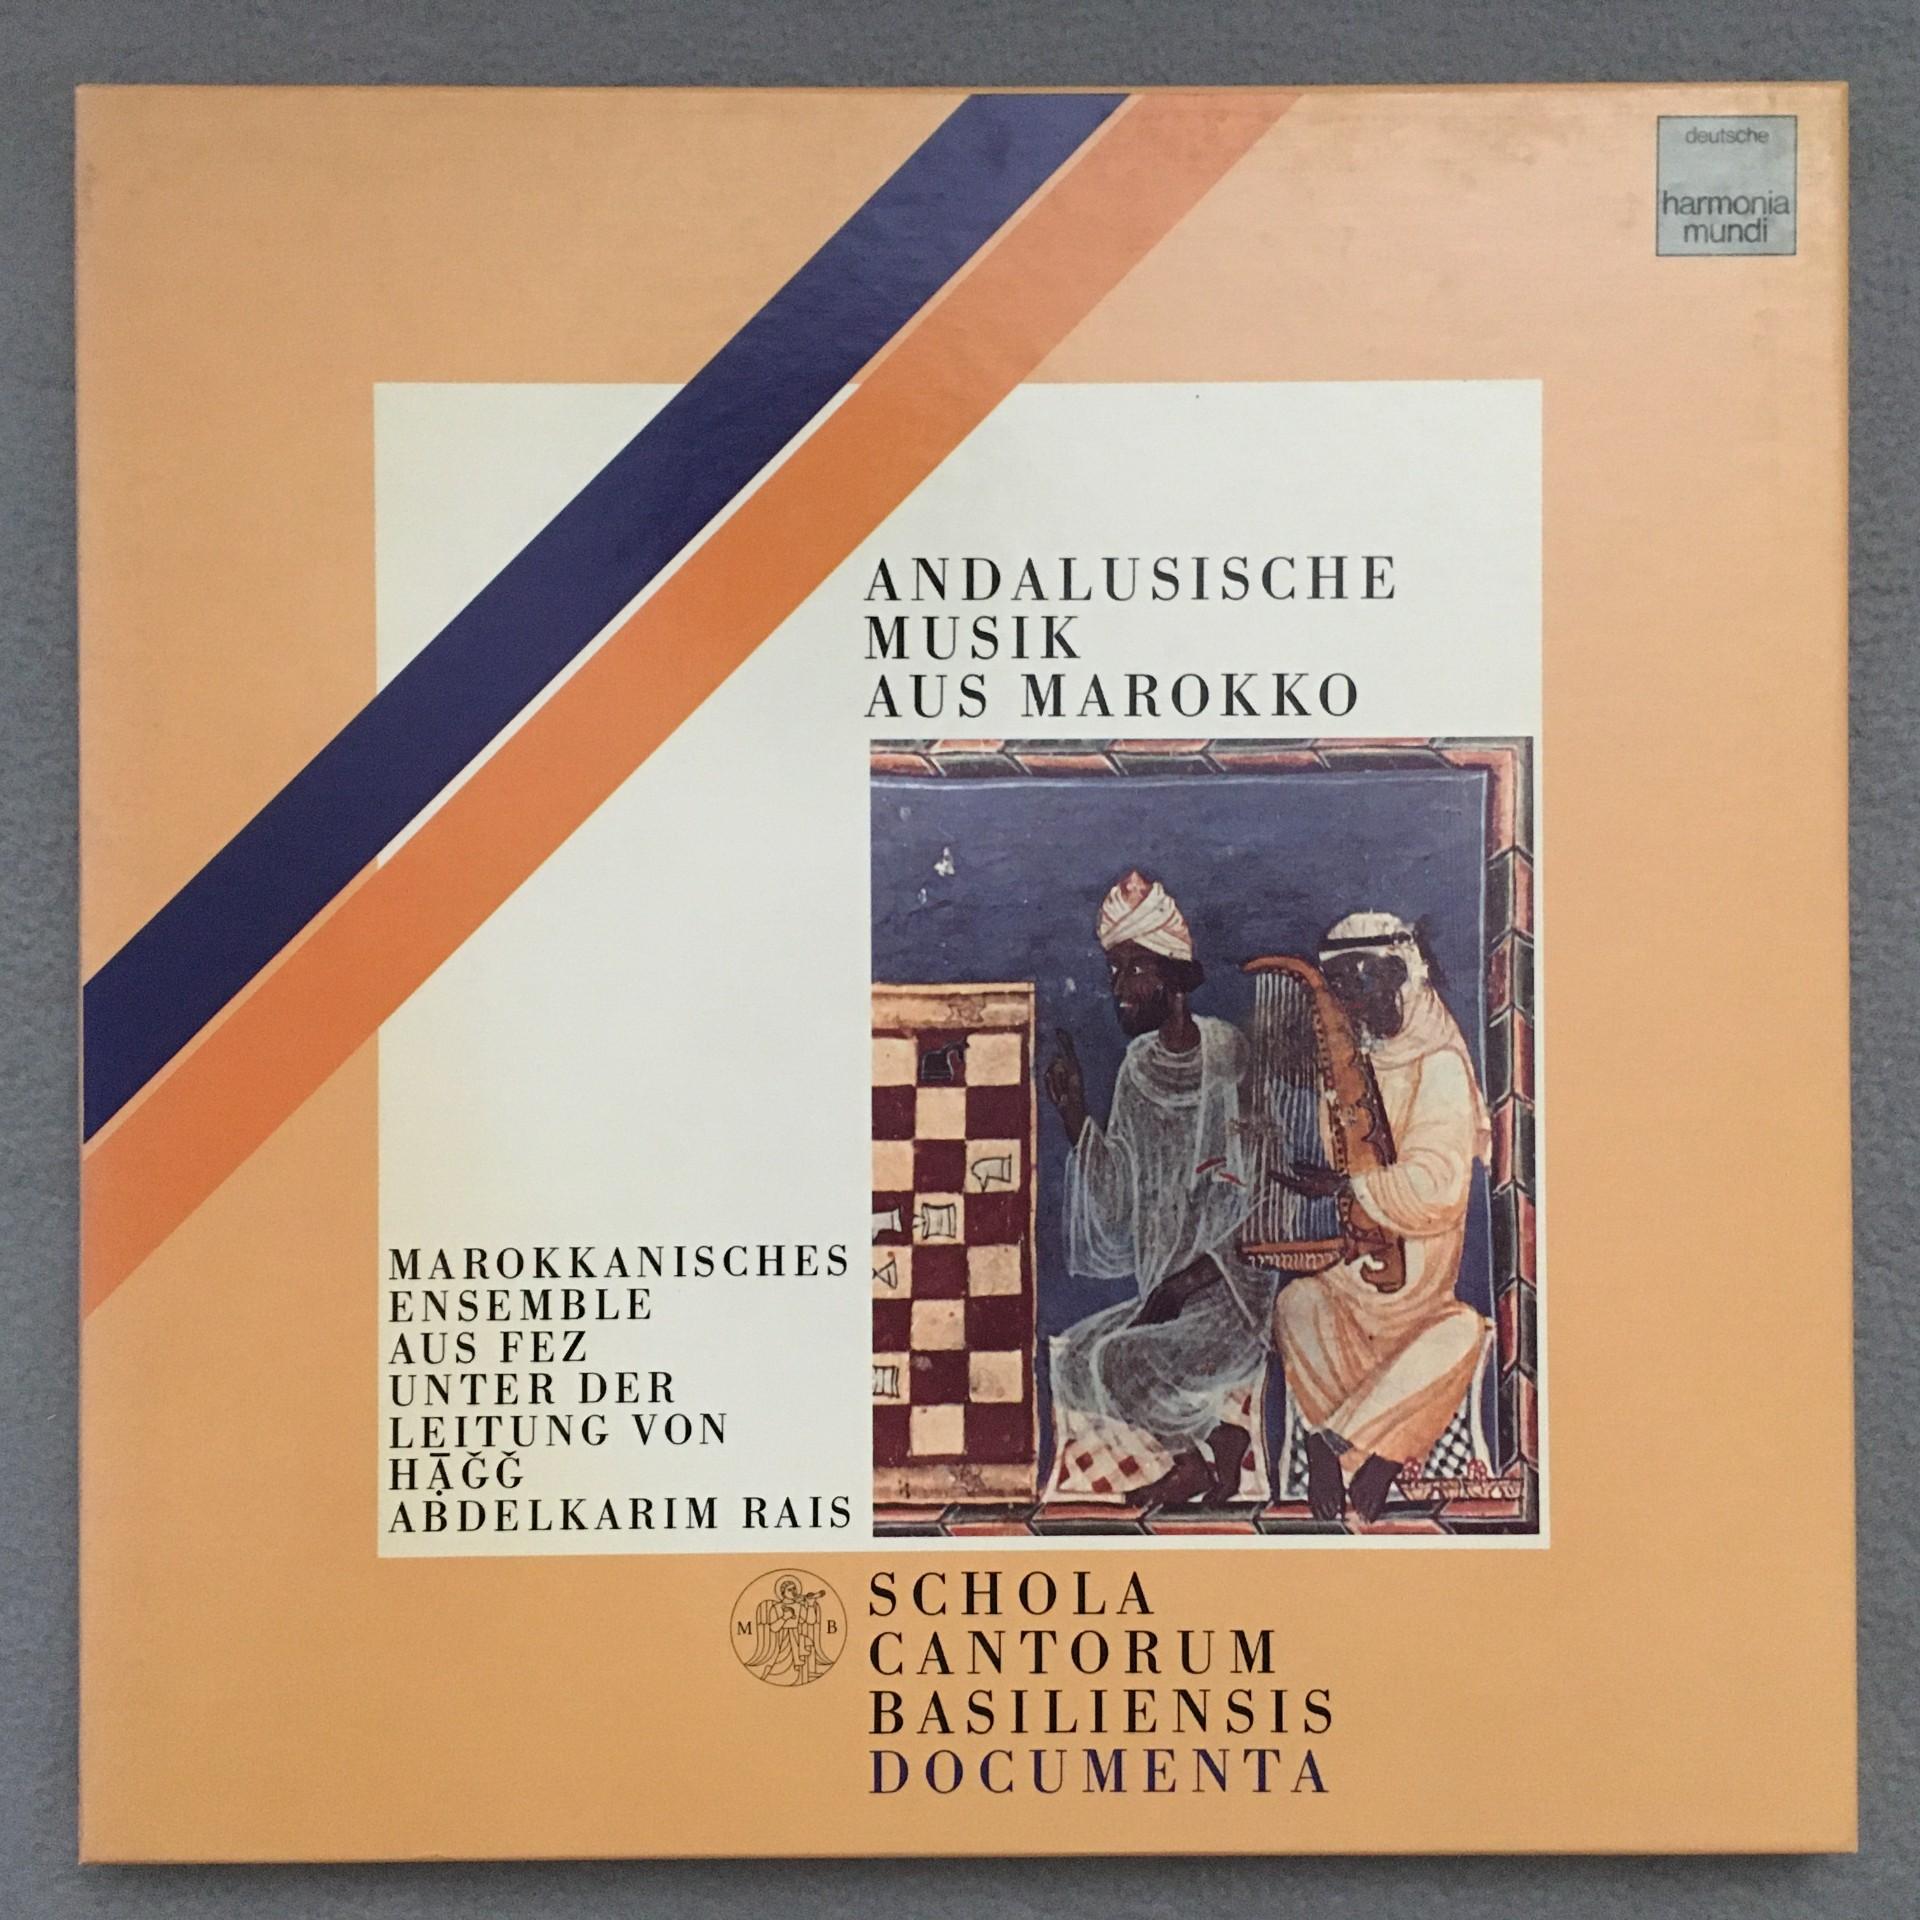 deutsche
harmonia
mundi
ANDALUSISCHE
MUSIK
AUS MAROKKO
MAROKKANISCHES
ENSEMBLE
AUS FEZ
UNTER DER
LEITUNG VON
ḤĀĞĞ
ABDELKARIM RAIS
M B
SCHOLA
CANTORUM
BASILIENSIS
DOCUMENTA